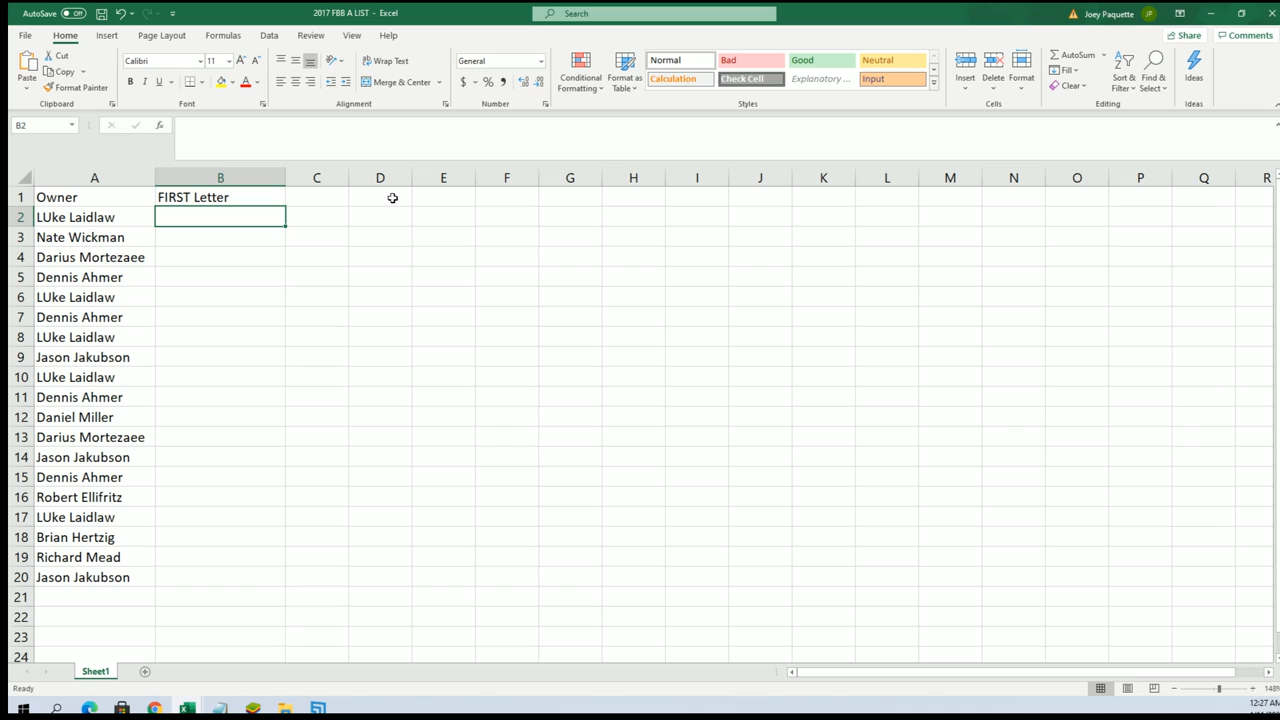 AutoSave Off
2017 FBB A LIST - Excel
Search
Joey Paquette JP
File Home Insert Page Layout Formulas Data Review View Help
Share Comments
Paste
Cut
Copy
Format Painter
Clipboard
Calibri 11
B I U
Font
Wrap Text
Merge & Center
Alignment
General
$ %
Number
Conditional Formatting
Format as Table
Normal Bad Good Neutral
Calculation Check Cell Explanatory ... Input
Styles
Insert Delete Format
Cells
AutoSum
Fill
Clear
Sort & Filter
Find & Select
Editing
Ideas
Ideas
B2 fx
A B C D E F G H I J K L M N O P Q R
1 Owner FIRST Letter
2 LUke Laidlaw
3 Nate Wickman
4 Darius Mortezaee
5 Dennis Ahmer
6 LUke Laidlaw
7 Dennis Ahmer
8 LUke Laidlaw
9 Jason Jakubson
10 LUke Laidlaw
11 Dennis Ahmer
12 Daniel Miller
13 Darius Mortezaee
14 Jason Jakubson
15 Dennis Ahmer
16 Robert Ellifritz
17 LUke Laidlaw
18 Brian Hertzig
19 Richard Mead
20 Jason Jakubson
21
22
23
24
Sheet1
Ready
148%
12:27 AM